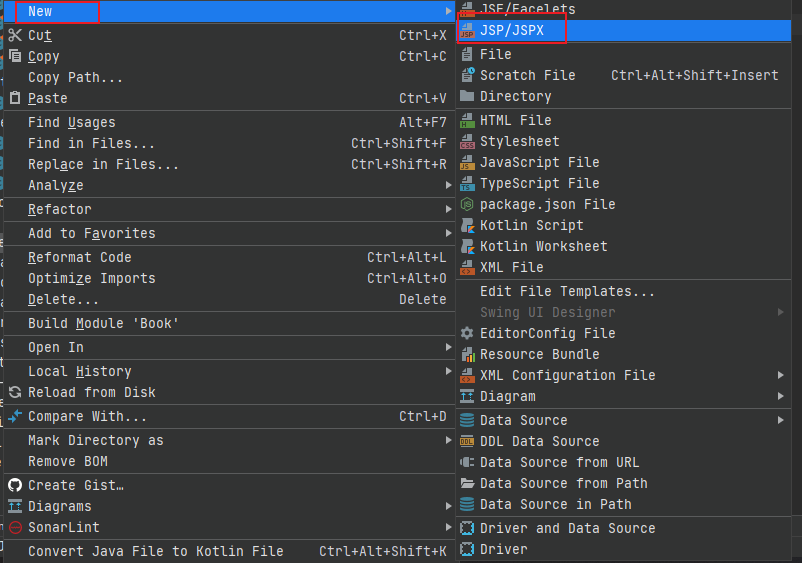 New
Cut Ctrl+X
Copy Ctrl+C
Copy Path...
Paste Ctrl+V
Find Usages Alt+F7
Find in Files... Ctrl+Shift+F
Replace in Files... Ctrl+Shift+R
Analyze
Refactor
Add to Favorites
Reformat Code Ctrl+Alt+L
Optimize Imports Ctrl+Alt+O
Delete... Delete
Build Module 'Book'
Open In
Local History
Reload from Disk
Compare With... Ctrl+D
Mark Directory as
Remove BOM
Create Gist…
Diagrams
SonarLint
Convert Java File to Kotlin File Ctrl+Alt+Shift+K
JSF/Facelets
JSP/JSPX
File
Scratch File Ctrl+Alt+Shift+Insert
Directory
HTML File
Stylesheet
JavaScript File
TypeScript File
package.json File
Kotlin Script
Kotlin Worksheet
XML File
Edit File Templates...
Swing UI Designer
EditorConfig File
Resource Bundle
XML Configuration File
Diagram
Data Source
DDL Data Source
Data Source from URL
Data Source from Path
Data Source in Path
Driver and Data Source
Driver